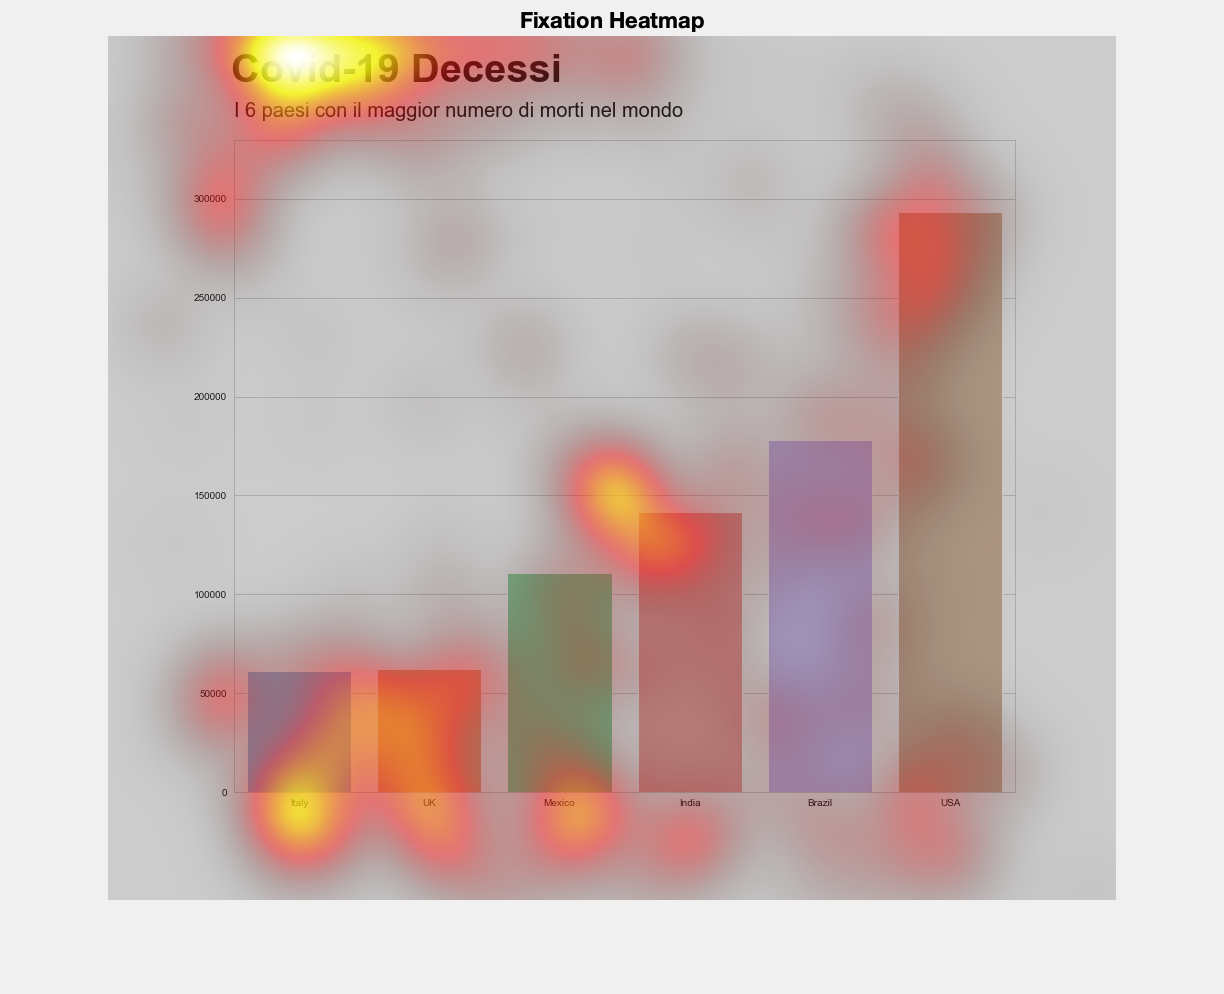 Fixation Heatmap
Covid-19 Decessi
I 6 paesi con il maggior numero di morti nel mondo
300000
250000
200000
150000
100000
50000
0
Italy UK Mexico India Brazil USA